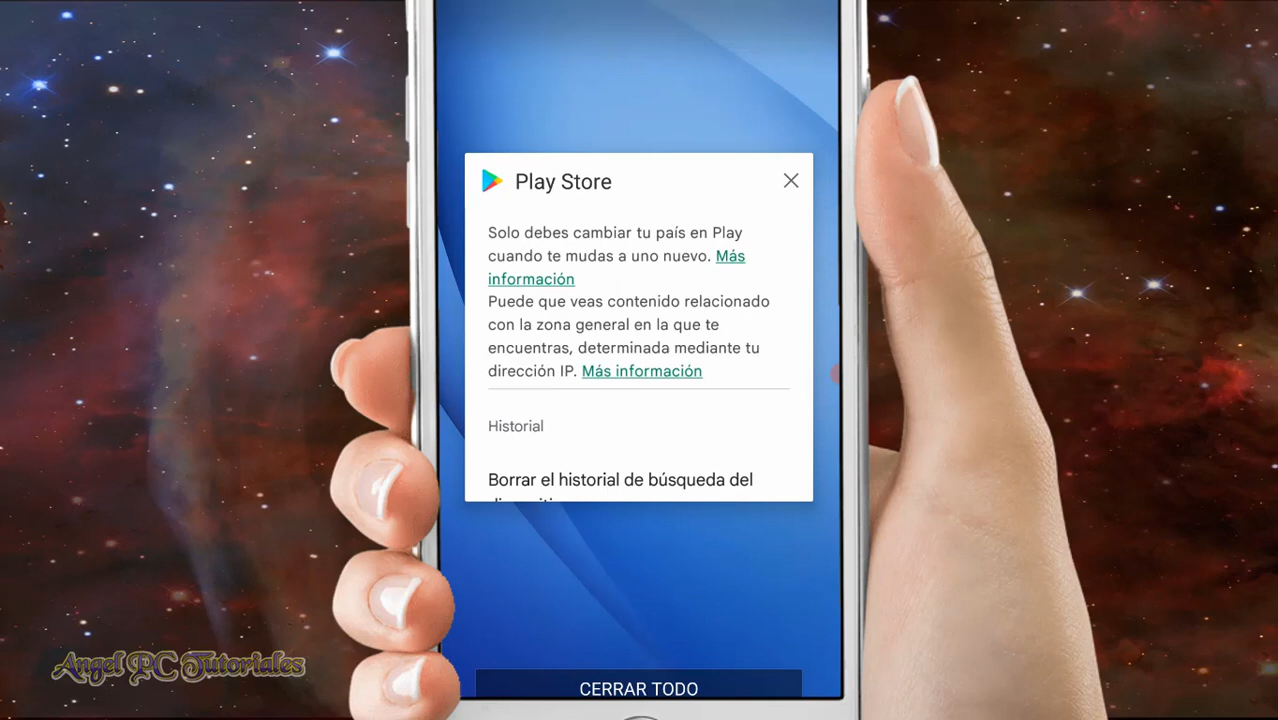 Play Store
Solo debes cambiar tu país en Play
cuando te mudas a uno nuevo. Más
información
Puede que veas contenido relacionado
con la zona general en la que te
encuentras, determinada mediante tu
dirección IP. Más información
Historial
Borrar el historial de búsqueda del
CERRAR TODO
Angel PC Tutoriales